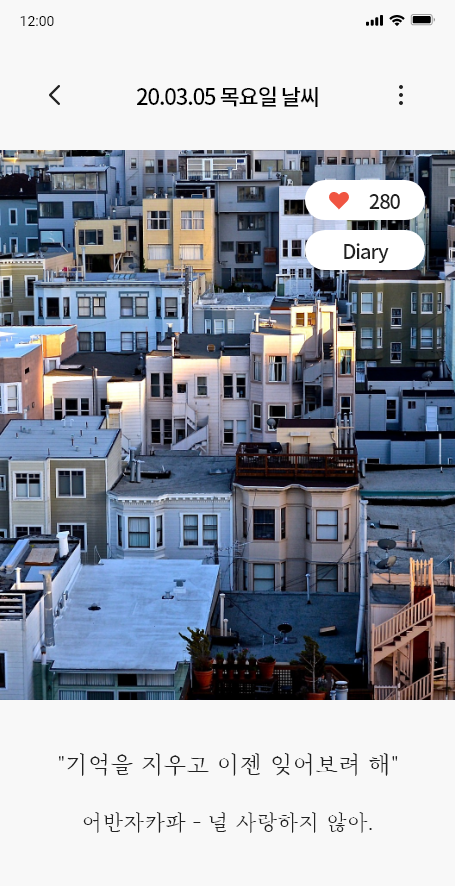 12:00
20.03.05 목요일 날씨
280
Diary
"기억을 지우고 이젠 잊어보려 해"
어반자카파 - 널 사랑하지 않아.